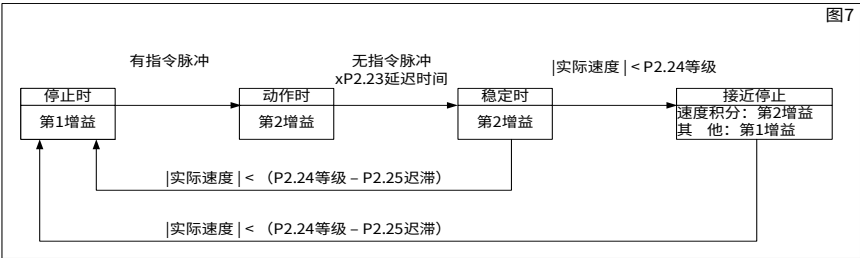 图7
有指令脉冲
无指令脉冲
xP2.23延迟时间
|实际速度 | < P2.24等级
停止时
第1增益
动作时
第2增益
稳定时
第2增益
接近停止
速度积分：第2增益
其 他：第1增益
|实际速度 | < （P2.24等级 – P2.25迟滞）
|实际速度 | < （P2.24等级 – P2.25迟滞）